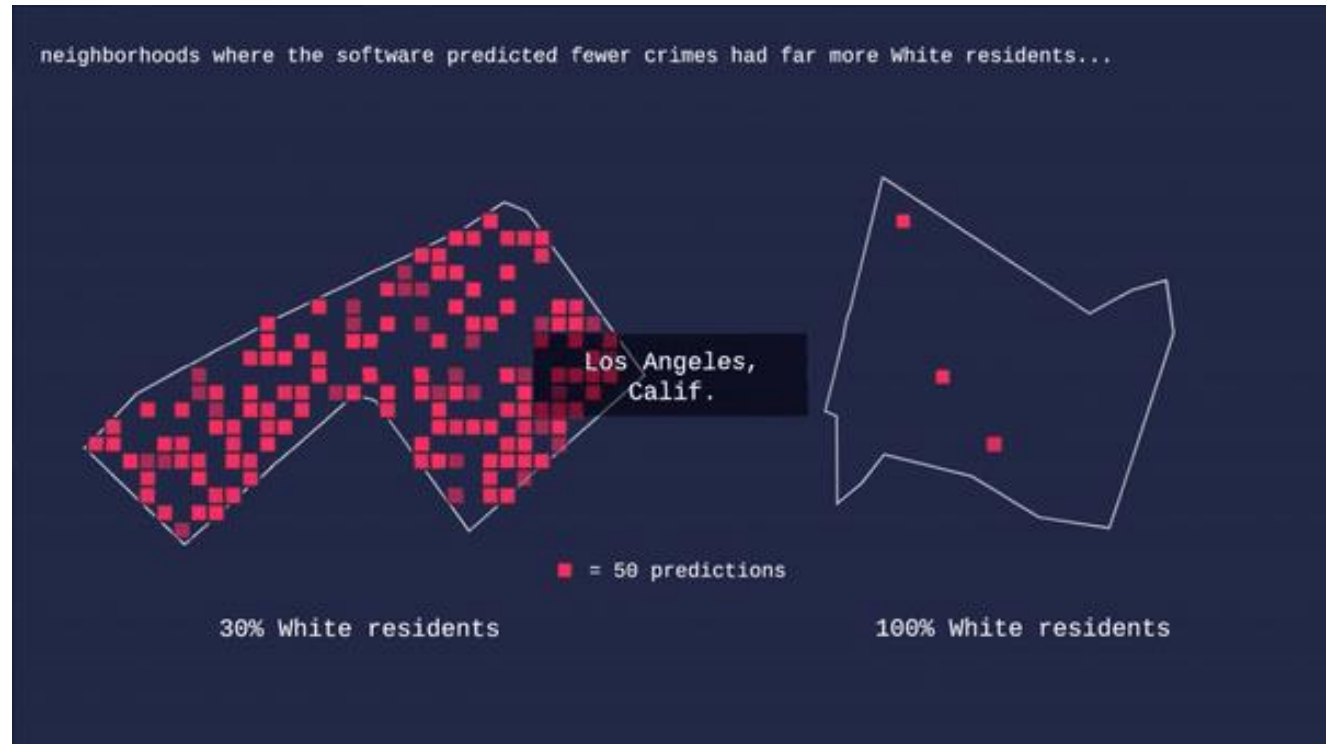 neighborhoods where the software predicted fewer crimes had far more White residents...
Los Angeles,
Calif.
= 50 predictions
30% White residents
100% White residents